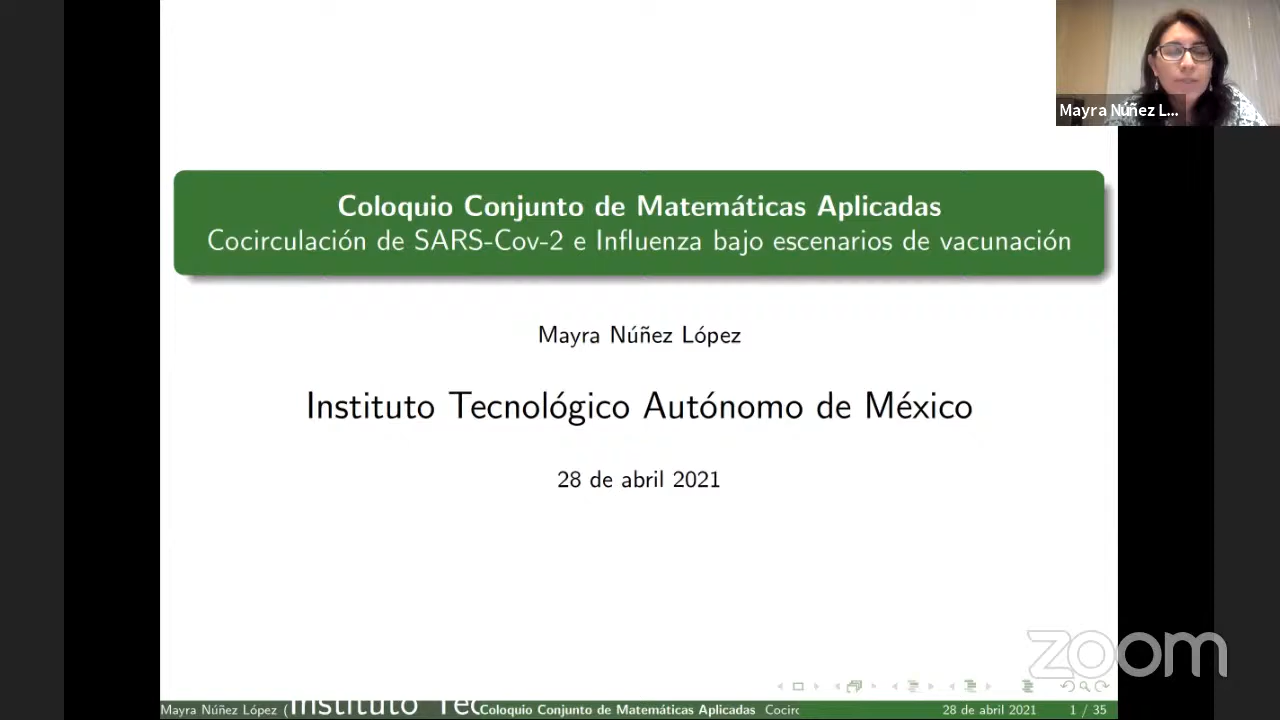 Mayra Núñez L...
Coloquio Conjunto de Matemáticas Aplicadas
Cocirculación de SARS-Cov-2 e Influenza bajo escenarios de vacunación
Mayra Núñez López
Instituto Tecnológico Autónomo de México
28 de abril 2021
zoom
Mayra Núñez López (Instituto Tec Coloquio Conjunto de Matemáticas Aplicadas Cocirc 28 de abril 2021 1 / 35